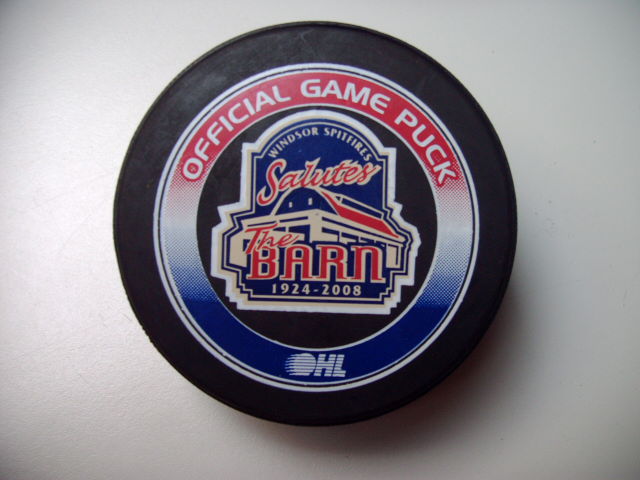 OFFICIAL GAME PUCK
WINDSOR SPITFIRES
Salutes
The
BARN
1924-2008
OHL